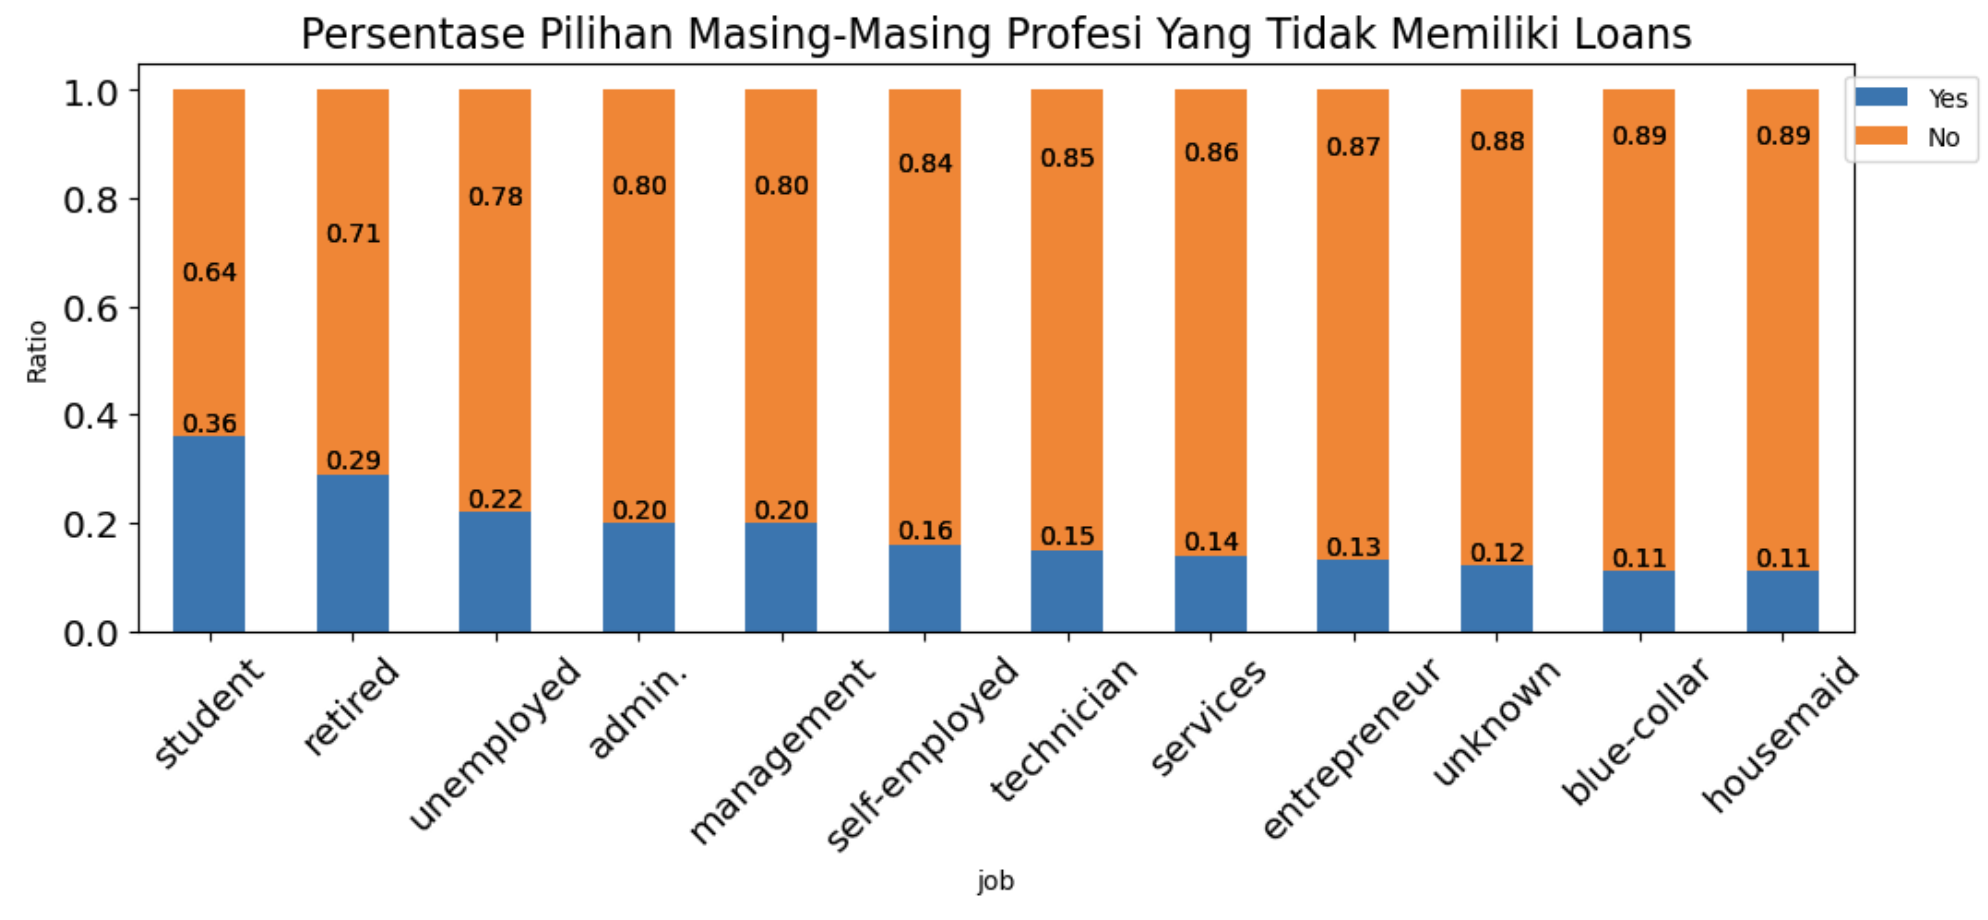 Persentase Pilihan Masing-Masing Profesi Yang Tidak Memiliki Loans
Yes
No
1.0
0.8
0.6
0.4
0.2
0.0
Ratio
0.64
0.71
0.78
0.80
0.80
0.84
0.85
0.86
0.87
0.88
0.89
0.89
0.36
0.29
0.22
0.20
0.20
0.16
0.15
0.14
0.13
0.12
0.11
0.11
student
retired
unemployed
admin.
management
self-employed
technician
services
entrepreneur
unknown
blue-collar
housemaid
job